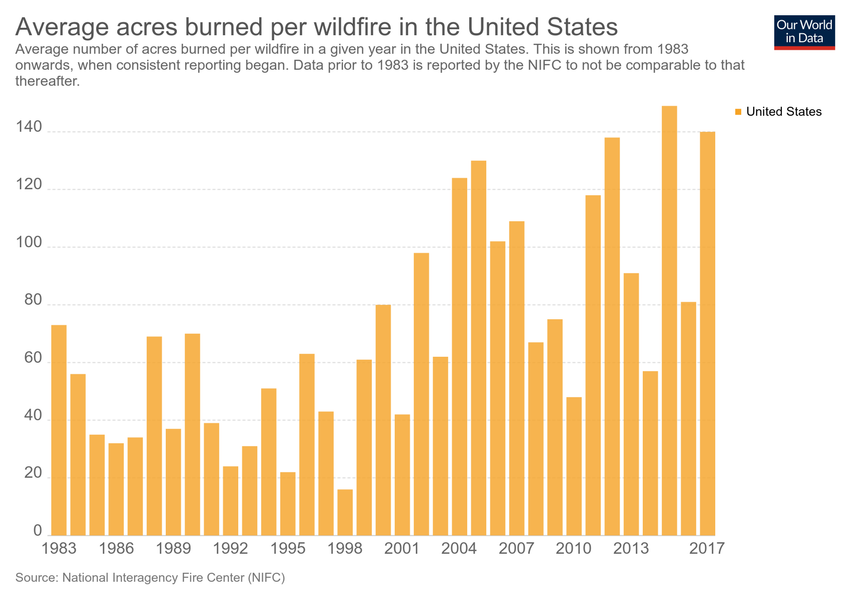 Average acres burned per wildfire in the United States
Our World
in Data
Average number of acres burned per wildfire in a given year in the United States. This is shown from 1983
onwards, when consistent reporting began. Data prior to 1983 is reported by the NIFC to not be comparable to that
thereafter.
United States
140
120
100
80
60
40
20
0
1983 1986 1989 1992 1995 1998 2001 2004 2007 2010 2013 2017
Source: National Interagency Fire Center (NIFC)